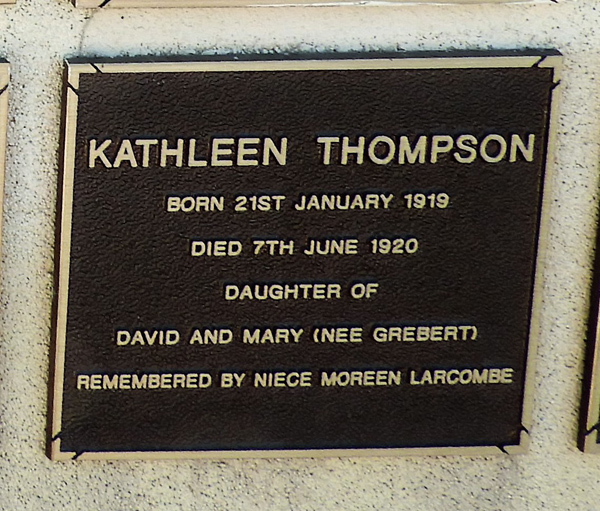 KATHLEEN THOMPSON
BORN 21ST JANUARY 1919
DIED 7TH JUNE 1920
DAUGHTER OF
DAVID AND MARY (NEE GREBERT)
REMEMBERED BY NIECE MOREEN LARCOMBE